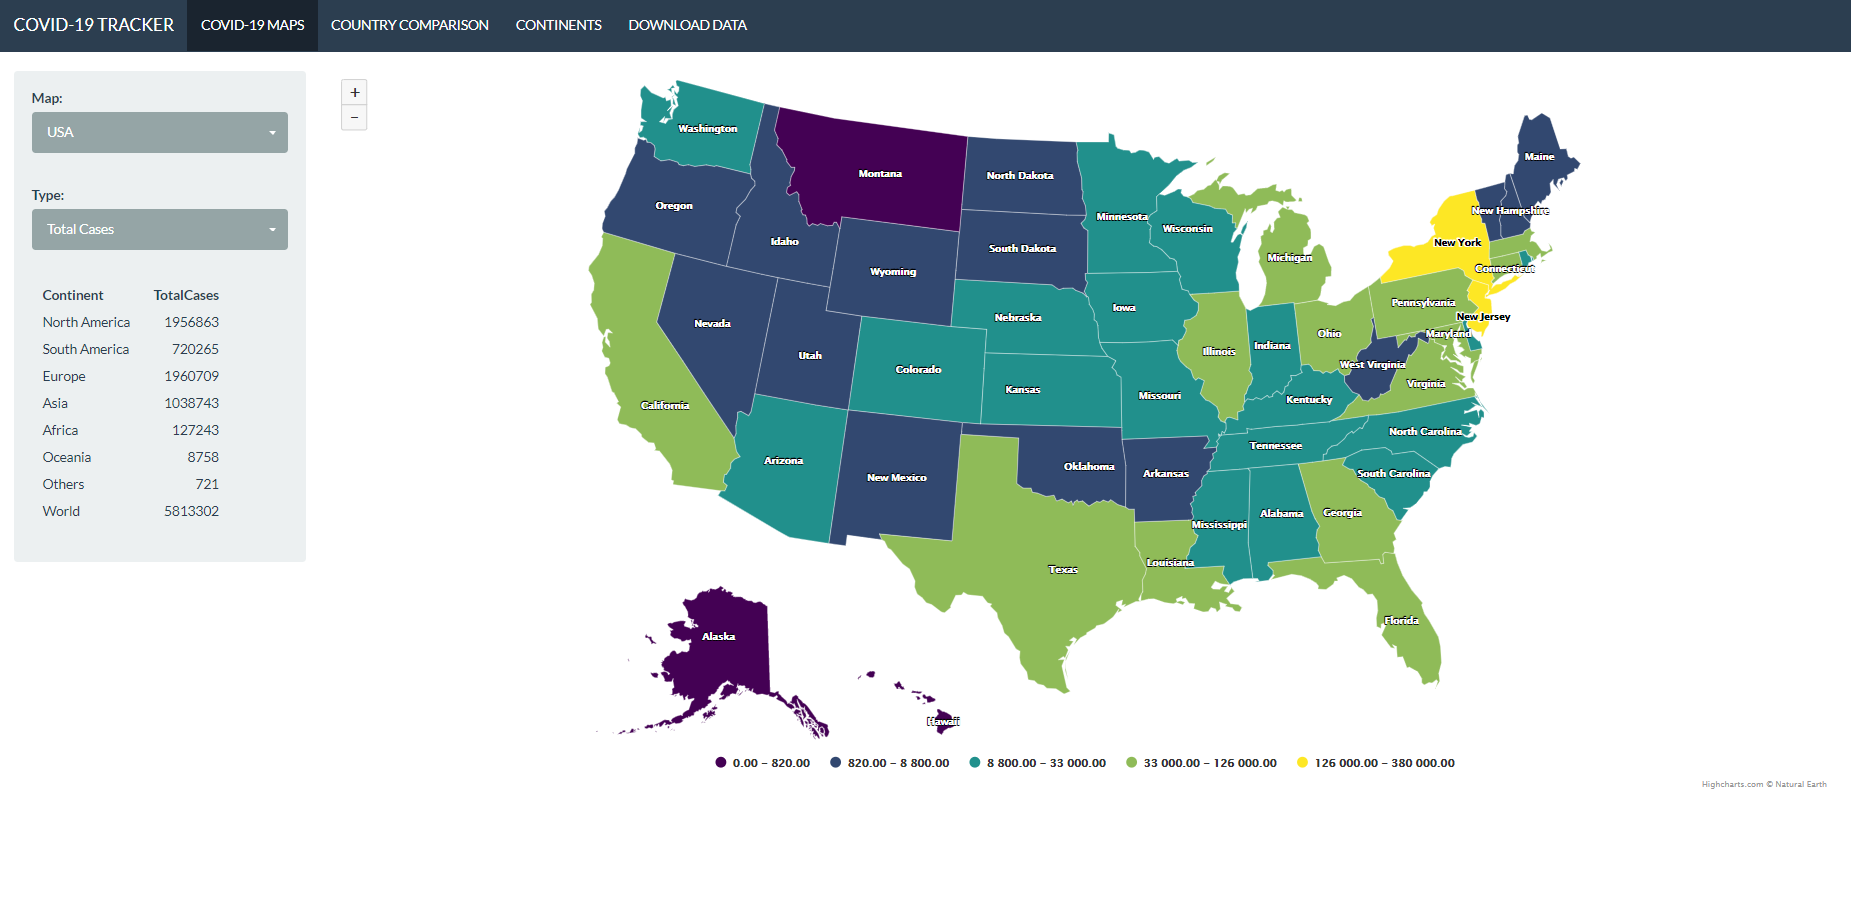 COVID-19 TRACKER COVID-19 MAPS COUNTRY COMPARISON CONTINENTS DOWNLOAD DATA
Map:
USA
Type:
Total Cases
Continent TotalCases
North America 1956863
South America 720265
Europe 1960709
Asia 1038743
Africa 127243
Oceania 8758
Others 721
World 5813302
+
−
Washington
Montana
North Dakota
Maine
Oregon
Minnesota
New Hampshire
Wisconsin
Idaho
South Dakota
New York
Michigan
Wyoming
Connecticut
Pennsylvania
Iowa
Nebraska
New Jersey
Nevada
Ohio
Maryland
Indiana
Illinois
Utah
West Virginia
Colorado
Virginia
Kansas
Missouri
Kentucky
California
North Carolina
Tennessee
Arizona
Oklahoma
Arkansas
South Carolina
New Mexico
Georgia
Alabama
Mississippi
Louisiana
Texas
Florida
Alaska
Hawaii
0.00 – 820.00 820.00 – 8 800.00 8 800.00 – 33 000.00 33 000.00 – 126 000.00 126 000.00 – 380 000.00
Highcharts.com © Natural Earth